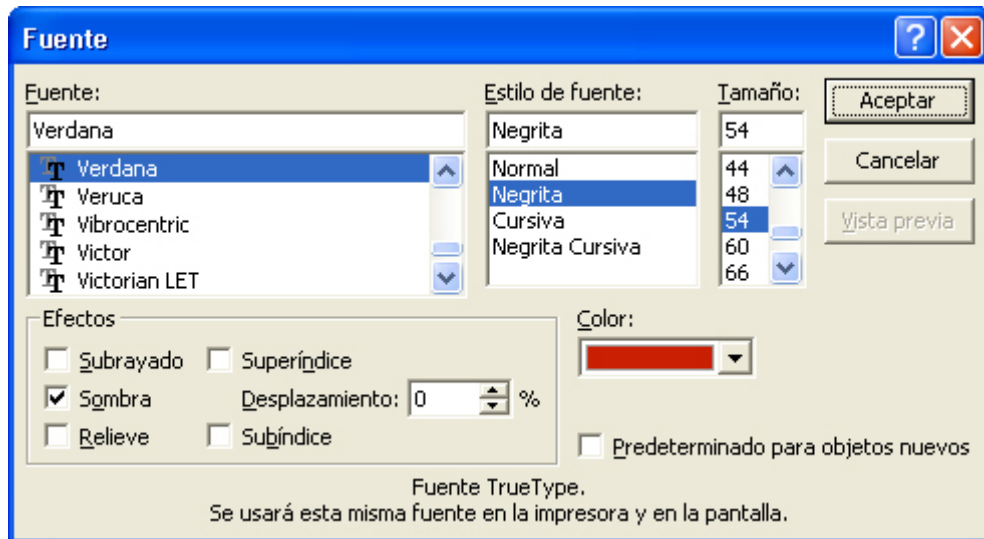 Fuente
Fuente:
Estilo de fuente:
Tamaño:
Verdana
Negrita
54
Aceptar
Verdana
Veruca
Vibrocentric
Victor
Victorian LET
Normal
Negrita
Cursiva
Negrita Cursiva
44
48
54
60
66
Cancelar
Vista previa
Efectos
Subrayado
Superíndice
Sombra
Desplazamiento: 0 %
Relieve
Subíndice
Color:
Predeterminado para objetos nuevos
Fuente TrueType.
Se usará esta misma fuente en la impresora y en la pantalla.